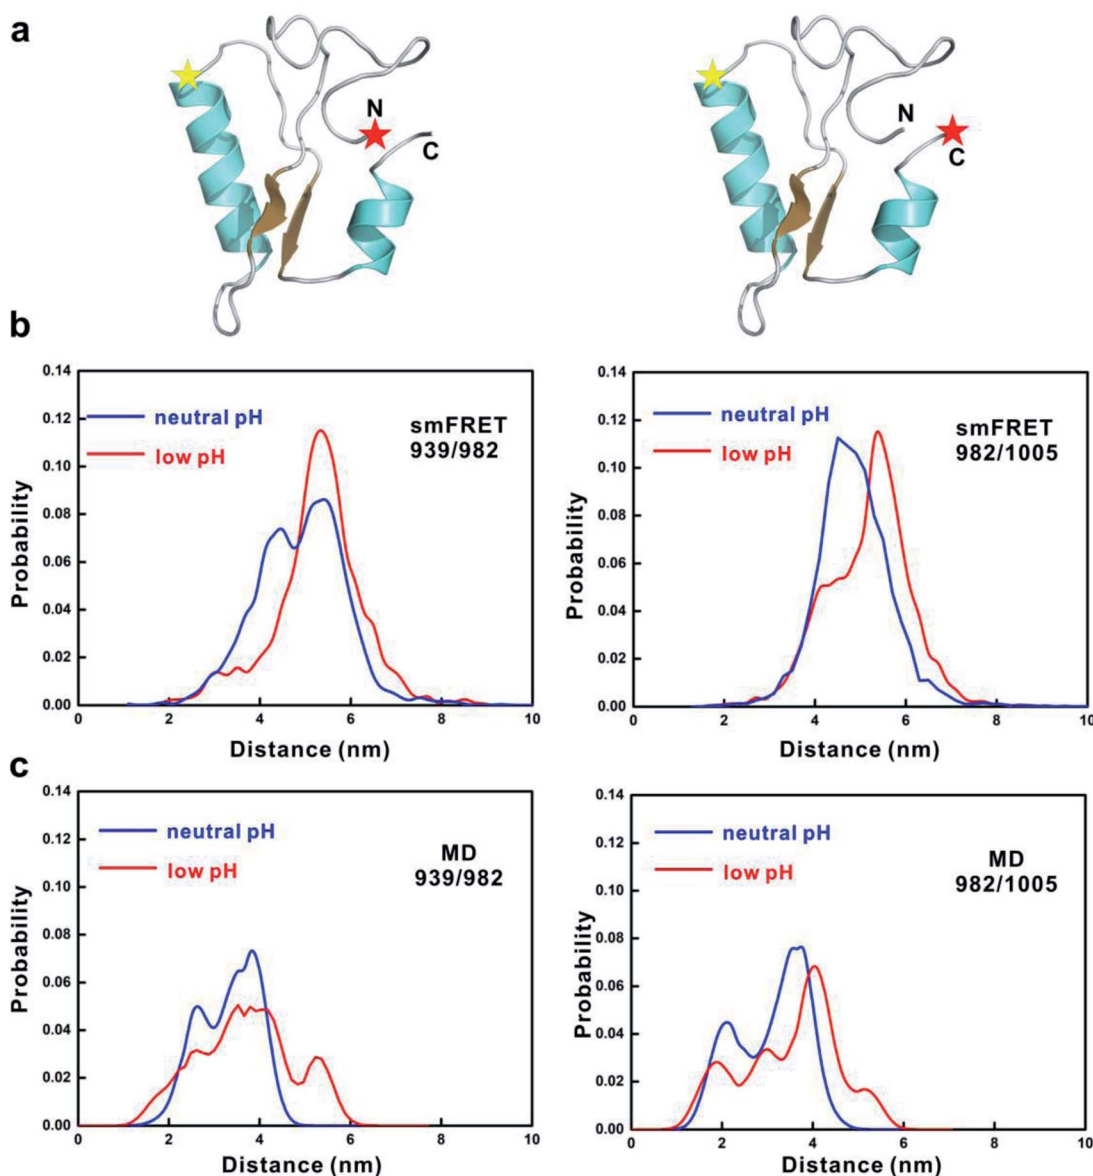 a
N
C
N
C
b
0.14
0.12
0.10
0.08
0.06
0.04
0.02
0.00
Probability
neutral pH
low pH
smFRET
939/982
0 2 4 6 8 10
Distance (nm)
0.14
0.12
0.10
0.08
0.06
0.04
0.02
0.00
Probability
neutral pH
low pH
smFRET
982/1005
0 2 4 6 8 10
Distance (nm)
c
0.14
0.12
0.10
0.08
0.06
0.04
0.02
0.00
Probability
neutral pH
low pH
MD
939/982
0 2 4 6 8 10
Distance (nm)
0.14
0.12
0.10
0.08
0.06
0.04
0.02
0.00
Probability
neutral pH
low pH
MD
982/1005
0 2 4 6 8 10
Distance (nm)